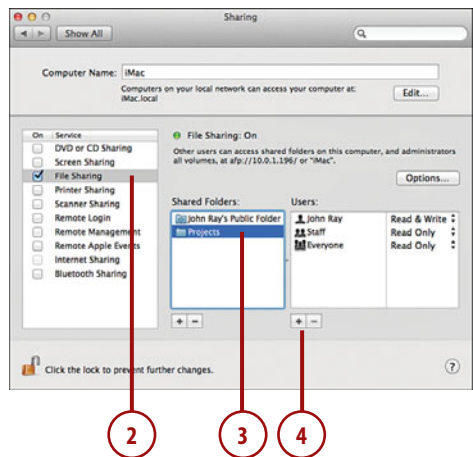 Sharing
Show All
Computer Name: iMac
Computers on your local network can access your computer at:
iMac.local
Edit...
On Service
DVD or CD Sharing
Screen Sharing
File Sharing
Printer Sharing
Scanner Sharing
Remote Login
Remote Management
Remote Apple Events
Internet Sharing
Bluetooth Sharing
File Sharing: On
Other users can access shared folders on this computer, and administrators
all volumes, at afp://10.0.1.196/ or "iMac".
Options...
Shared Folders:
John Ray's Public Folder
Projects
Users:
John Ray Read & Write
Staff Read Only
Everyone Read Only
+ - + -
Click the lock to prevent further changes.
?
2 3 4